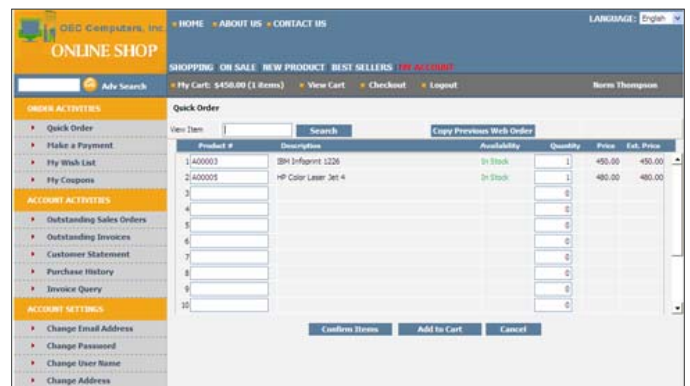 OEC Computers, Inc.
ONLINE SHOP
HOME ABOUT US CONTACT US
LANGUAGE: English
SHOPPING ON SALE NEW PRODUCT BEST SELLERS MY ACCOUNT
Adv Search
My Cart: $450.00 (1 items) View Cart Checkout Logout
Norm Thompson
ORDER ACTIVITIES
Quick Order
Make a Payment
My Wish List
My Coupons
ACCOUNT ACTIVITIES
Outstanding Sales Orders
Outstanding Invoices
Customer Statement
Purchase History
Invoice Query
ACCOUNT SETTINGS
Change Email Address
Change Password
Change User Name
Change Address
Quick Order
View Item Search Copy Previous Web Order
Product # Description Availability Quantity Price Ext. Price
1 A00003 IBM Infoprint 1226 In Stock 1 450.00 450.00
2 A00005 HP Color Laser Jet 4 In Stock 1 480.00 480.00
3 0
4 0
5 0
6 0
7 0
8 0
9 0
10 0
Confirm Items Add to Cart Cancel